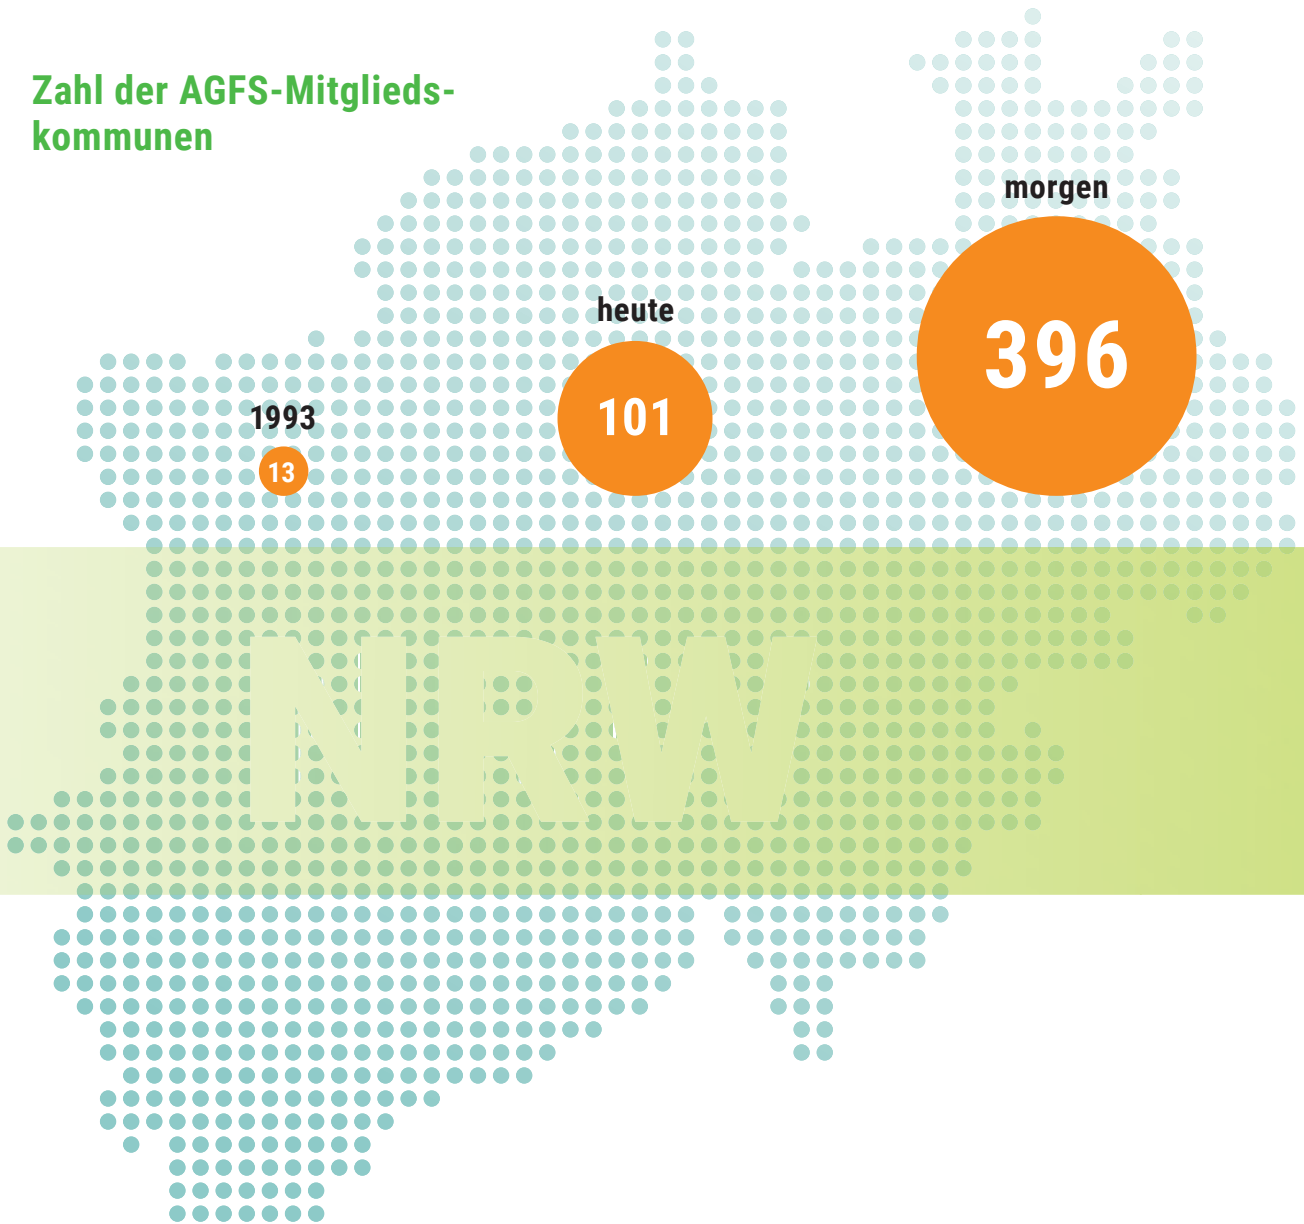 Zahl der AGFS-Mitglieds-
kommunen
morgen
396
heute
101
1993
13
NRW